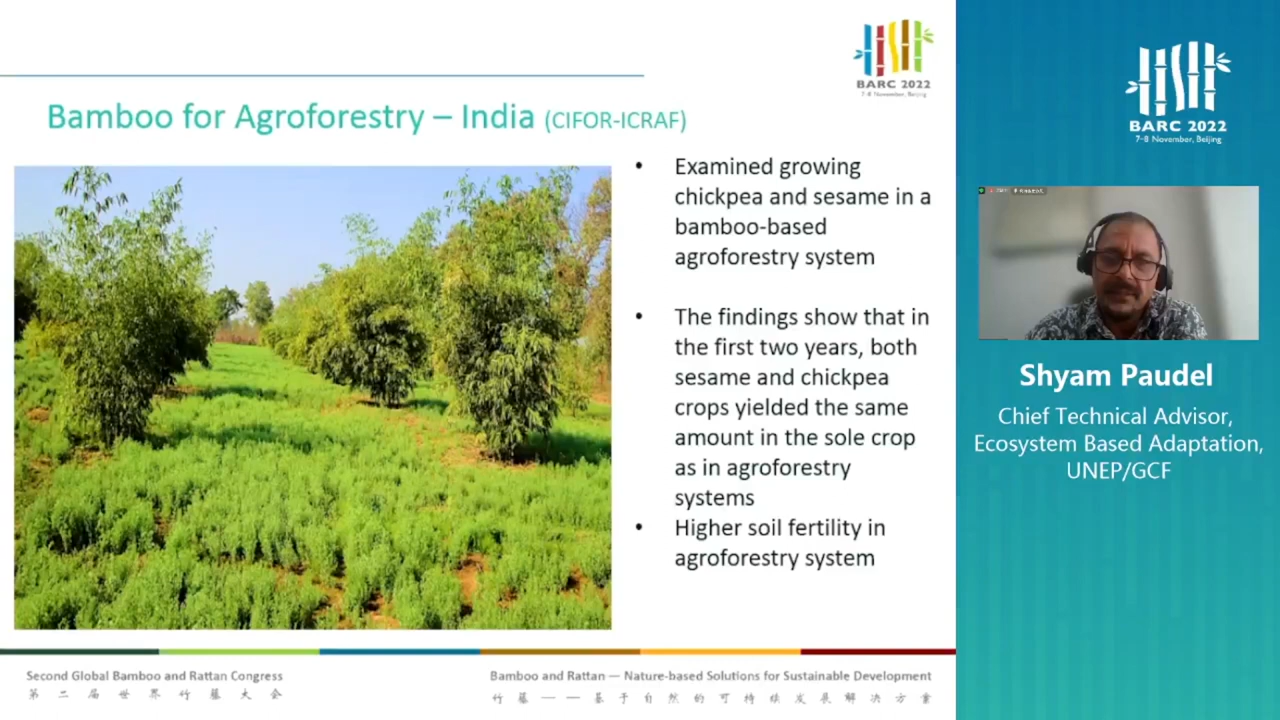 BARC 2022
7-8 November, Beijing
Bamboo for Agroforestry – India (CIFOR-ICRAF)
• Examined growing
chickpea and sesame in a
bamboo-based
agroforestry system
• The findings show that in
the first two years, both
sesame and chickpea
crops yielded the same
amount in the sole crop
as in agroforestry
systems
• Higher soil fertility in
agroforestry system
Second Global Bamboo and Rattan Congress
第二届世界竹藤大会
Bamboo and Rattan — Nature-based Solutions for Sustainable Development
竹藤——基于自然的可持续发展解决方案
BARC 2022
7-8 November, Beijing
Shyam Paudel
Chief Technical Advisor,
Ecosystem Based Adaptation,
UNEP/GCF